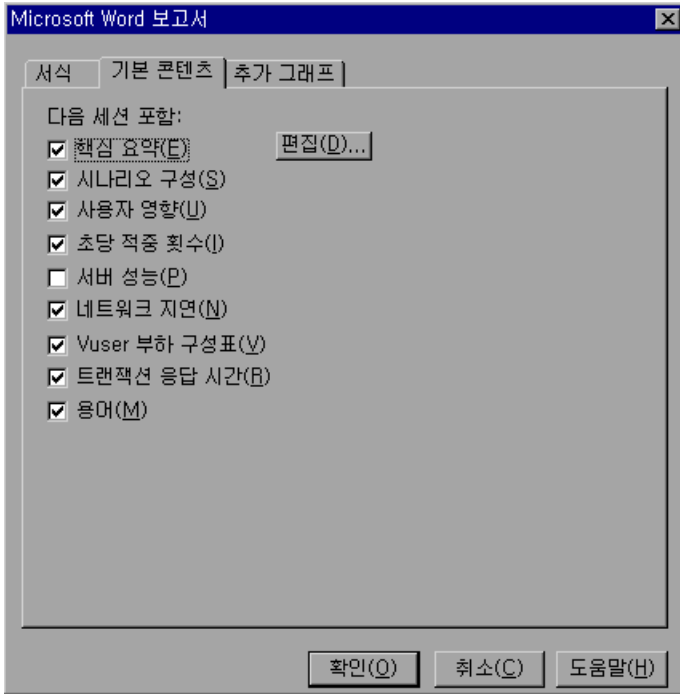 Microsoft Word 보고서
서식 기본 콘텐츠 추가 그래프
다음 세션 포함:
핵심 요약(E) 편집(D)...
시나리오 구성(S)
사용자 영향(U)
초당 적중 횟수(I)
서버 성능(P)
네트워크 지연(N)
Vuser 부하 구성표(V)
트랜잭션 응답 시간(R)
용어(M)
확인(O) 취소(C) 도움말(H)